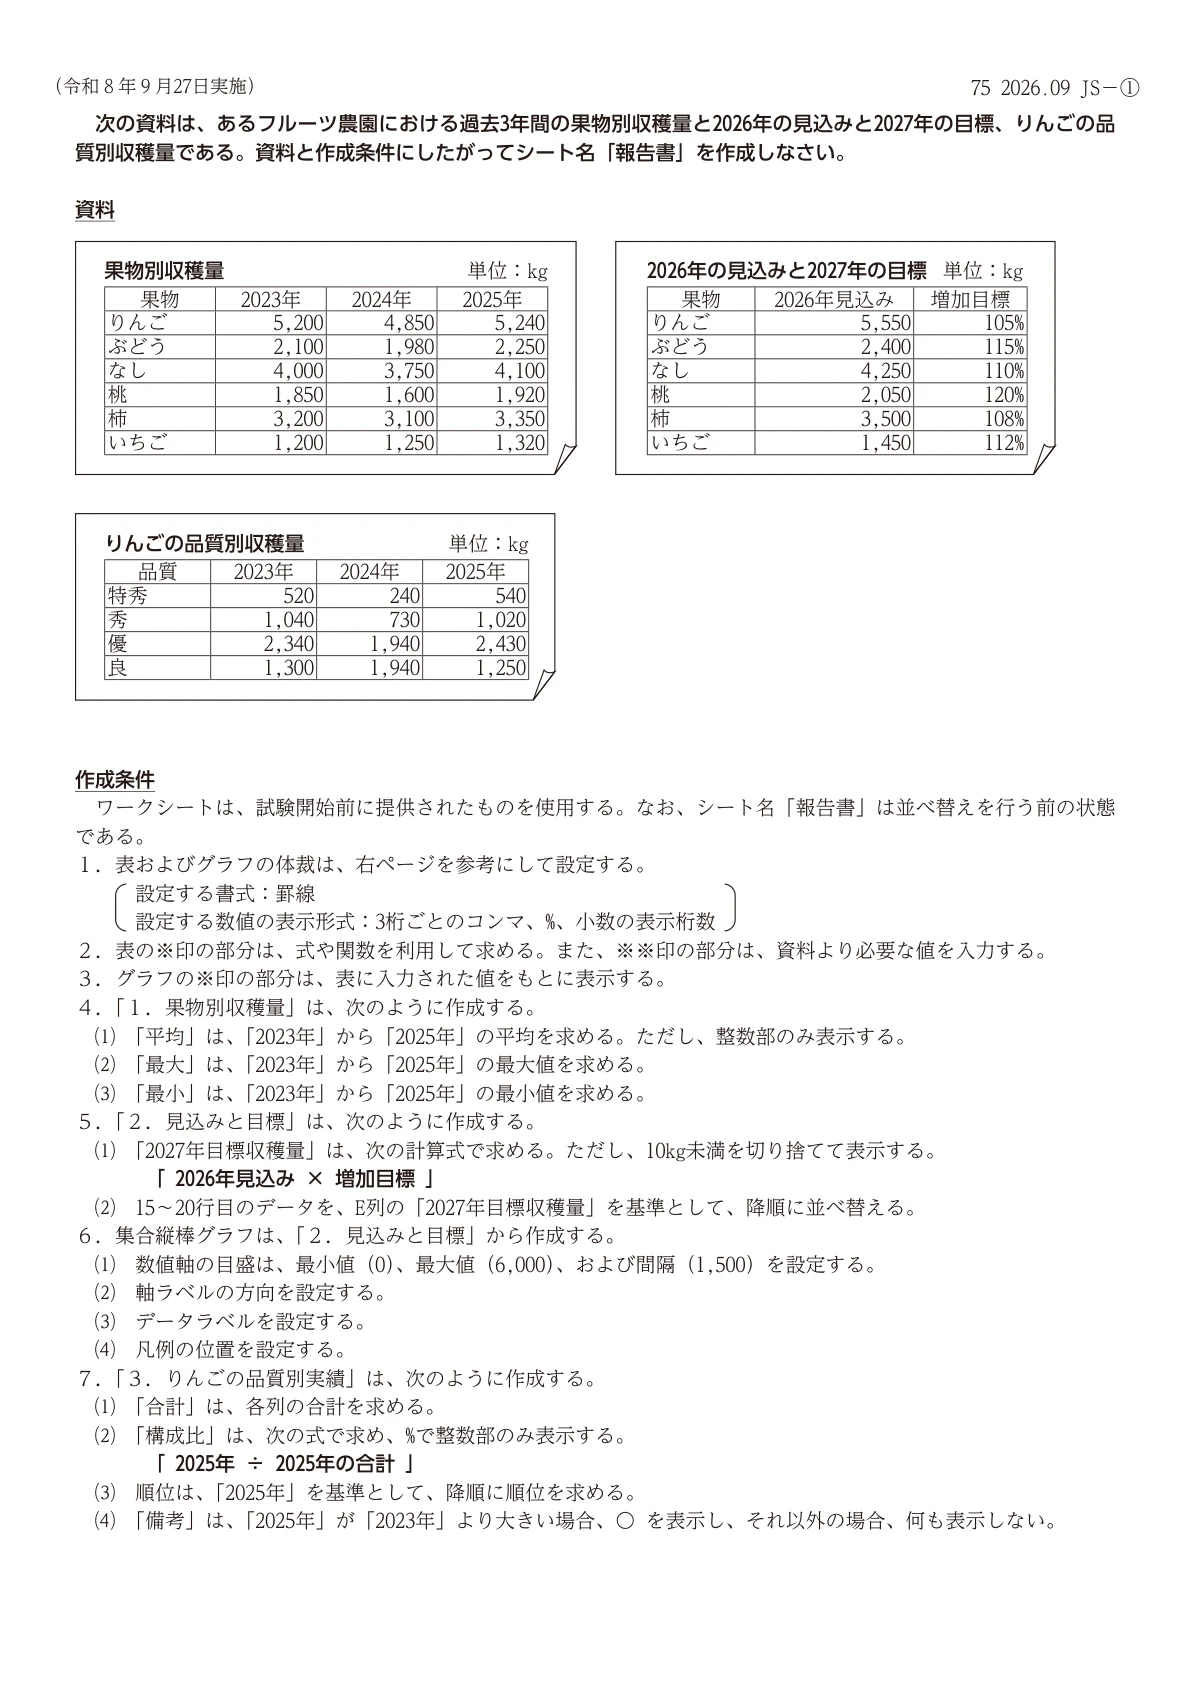 （令和８年９月27日実施）
75 2026.09 JS－①
次の資料は、あるフルーツ農園における過去3年間の果物別収穫量と2026年の見込みと2027年の目標、りんごの品
質別収穫量である。資料と作成条件にしたがってシート名「報告書」を作成しなさい。
資料
果物別収穫量 単位：kg
果物 2023年 2024年 2025年
りんご 5,200 4,850 5,240
ぶどう 2,100 1,980 2,250
なし 4,000 3,750 4,100
桃 1,850 1,600 1,920
柿 3,200 3,100 3,350
いちご 1,200 1,250 1,320
2026年の見込みと2027年の目標 単位：kg
果物 2026年見込み 増加目標
りんご 5,550 105%
ぶどう 2,400 115%
なし 4,250 110%
桃 2,050 120%
柿 3,500 108%
いちご 1,450 112%
りんごの品質別収穫量 単位：kg
品質 2023年 2024年 2025年
特秀 520 240 540
秀 1,040 730 1,020
優 2,340 1,940 2,430
良 1,300 1,940 1,250
作成条件
ワークシートは、試験開始前に提供されたものを使用する。なお、シート名「報告書」は並べ替えを行う前の状態
である。
１．表およびグラフの体裁は、右ページを参考にして設定する。
設定する書式：罫線
設定する数値の表示形式：3桁ごとのコンマ、%、小数の表示桁数
２．表の※印の部分は、式や関数を利用して求める。また、※※印の部分は、資料より必要な値を入力する。
３．グラフの※印の部分は、表に入力された値をもとに表示する。
４．「１．果物別収穫量」は、次のように作成する。
⑴ 「平均」は、「2023年」から「2025年」の平均を求める。ただし、整数部のみ表示する。
⑵ 「最大」は、「2023年」から「2025年」の最大値を求める。
⑶ 「最小」は、「2023年」から「2025年」の最小値を求める。
５．「２．見込みと目標」は、次のように作成する。
⑴ 「2027年目標収穫量」は、次の計算式で求める。ただし、10kg未満を切り捨てて表示する。
「 2026年見込み × 増加目標 」
⑵ 15～20行目のデータを、E列の「2027年目標収穫量」を基準として、降順に並べ替える。
６．集合縦棒グラフは、「２．見込みと目標」から作成する。
⑴ 数値軸の目盛は、最小値（0）、最大値（6,000）、および間隔（1,500）を設定する。
⑵ 軸ラベルの方向を設定する。
⑶ データラベルを設定する。
⑷ 凡例の位置を設定する。
７．「３．りんごの品質別実績」は、次のように作成する。
⑴ 「合計」は、各列の合計を求める。
⑵ 「構成比」は、次の式で求め、%で整数部のみ表示する。
「 2025年 ÷ 2025年の合計 」
⑶ 順位は、「2025年」を基準として、降順に順位を求める。
⑷ 「備考」は、「2025年」が「2023年」より大きい場合、〇 を表示し、それ以外の場合、何も表示しない。